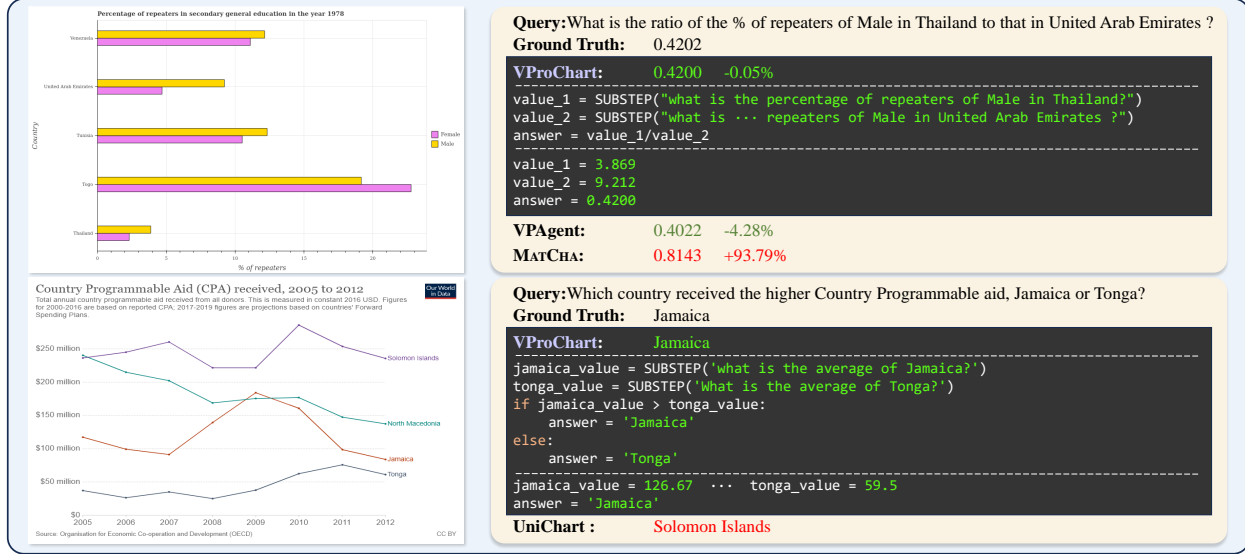 Percentage of repeaters in secondary general education in the year 1978
Venezuela
United Arab Emirates
Tunisia
Togo
Thailand
Country
0 5 10 15 20
% of repeaters
Female
Male
Query:What is the ratio of the % of repeaters of Male in Thailand to that in United Arab Emirates ?
Ground Truth: 0.4202
VProChart: 0.4200 -0.05%
value_1 = SUBSTEP("what is the percentage of repeaters of Male in Thailand?")
value_2 = SUBSTEP("what is ··· repeaters of Male in United Arab Emirates ?")
answer = value_1/value_2
value_1 = 3.869
value_2 = 9.212
answer = 0.4200
VPAgent: 0.4022 -4.28%
MATCHA: 0.8143 +93.79%
Country Programmable Aid (CPA) received, 2005 to 2012
Our World
in Data
Total annual country programmable aid received from all donors. This is measured in constant 2016 USD. Figures
for 2000-2016 are based on reported CPA; 2017-2019 figures are projections based on countries' Forward
Spending Plans.
$250 million
$200 million
$150 million
$100 million
$50 million
$0
Solomon Islands
North Macedonia
Jamaica
Tonga
2005 2006 2007 2008 2009 2010 2011 2012
Source: Organisation for Economic Co-operation and Development (OECD) CC BY
Query:Which country received the higher Country Programmable aid, Jamaica or Tonga?
Ground Truth: Jamaica
VProChart: Jamaica
jamaica_value = SUBSTEP('what is the average of Jamaica?')
tonga_value = SUBSTEP('What is the average of Tonga?')
if jamaica_value > tonga_value:
answer = 'Jamaica'
else:
answer = 'Tonga'
jamaica_value = 126.67 ··· tonga_value = 59.5
answer = 'Jamaica'
UniChart : Solomon Islands